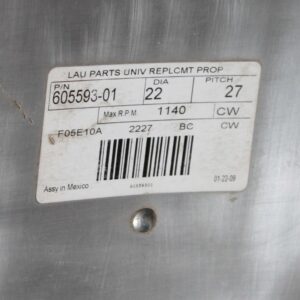 LAU PARTS UNIV REPLCMT PROP
P/N DIA PITCH
605593-01 22 27
Max R.P.M. 1140 CW
F05E10A 2227 BC CW
Assy in Mexico 01-22-09